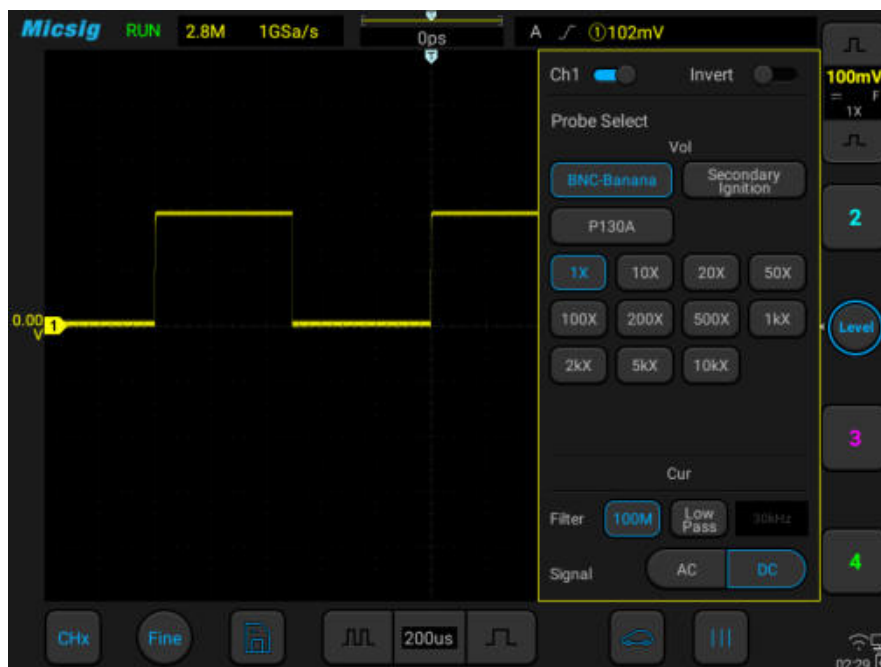 Micsig RUN 2.8M 1GSa/s 0ps A ①102mV
T
Ch1 Invert
100mV
F
1X
Probe Select
Vol
BNC-Banana Secondary Ignition
P130A
2
1X 10X 20X 50X
100X 200X 500X 1kX
0.00 V 1
Level
2kX 5kX 10kX
3
Cur
Filter 100M Low Pass 30kHz
4
Signal AC DC
CHx Fine 200us
02:29